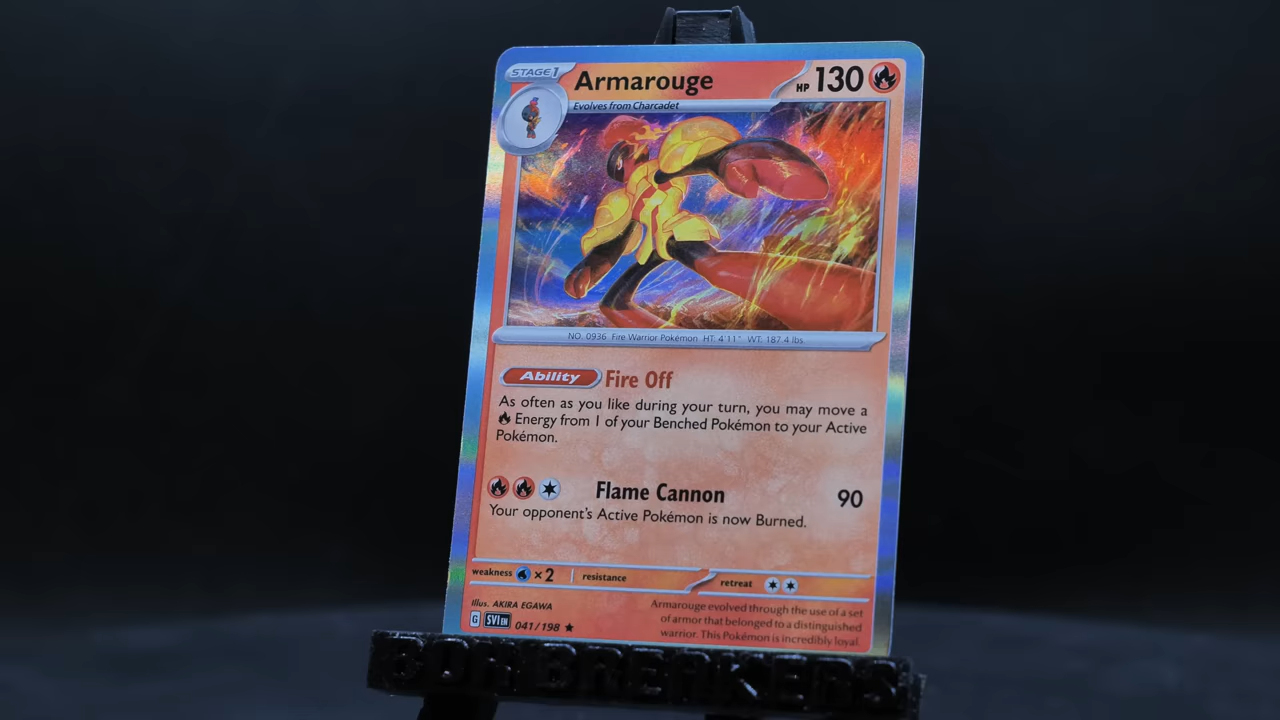 STAGE1
Armarouge
HP 130
Evolves from Charcadet
NO. 0936 Fire Warrior Pokémon HT: 4'11" WT: 187.4 lbs
Ability Fire Off
As often as you like during your turn, you may move a
Energy from 1 of your Benched Pokémon to your Active
Pokémon.
Flame Cannon 90
Your opponent's Active Pokémon is now Burned.
weakness ×2 resistance retreat
Illus. AKIRA EGAWA
G SVI EN 041/198
Armarouge evolved through the use of a set
of armor that belonged to a distinguished
warrior. This Pokémon is incredibly loyal.
BOX BREAKERS